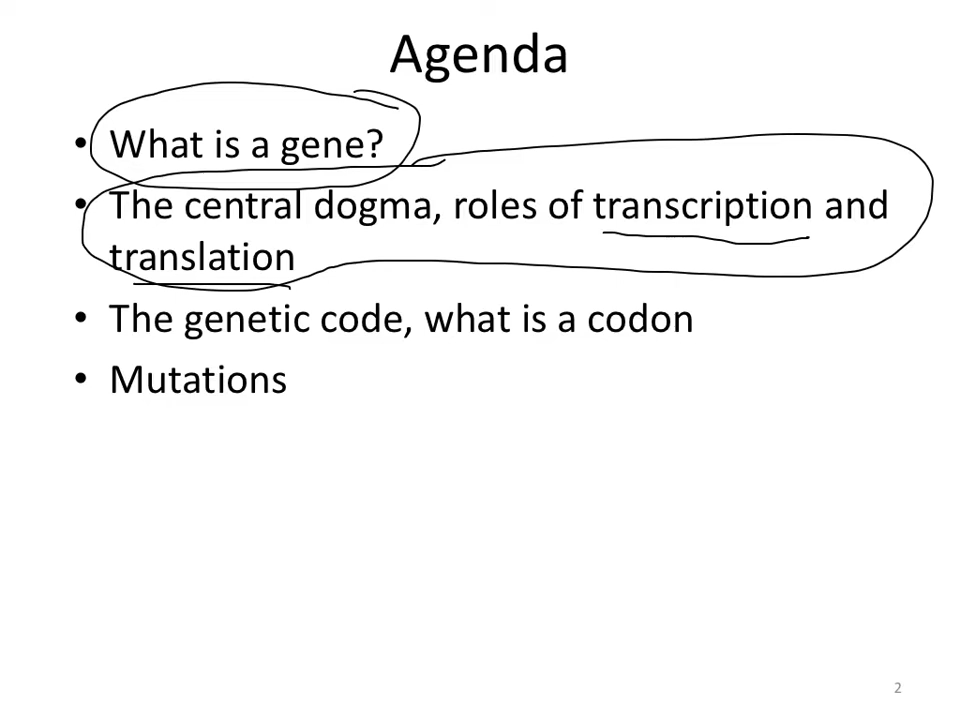 Agenda
• What is a gene?
• The central dogma, roles of transcription and
translation
• The genetic code, what is a codon
• Mutations
2